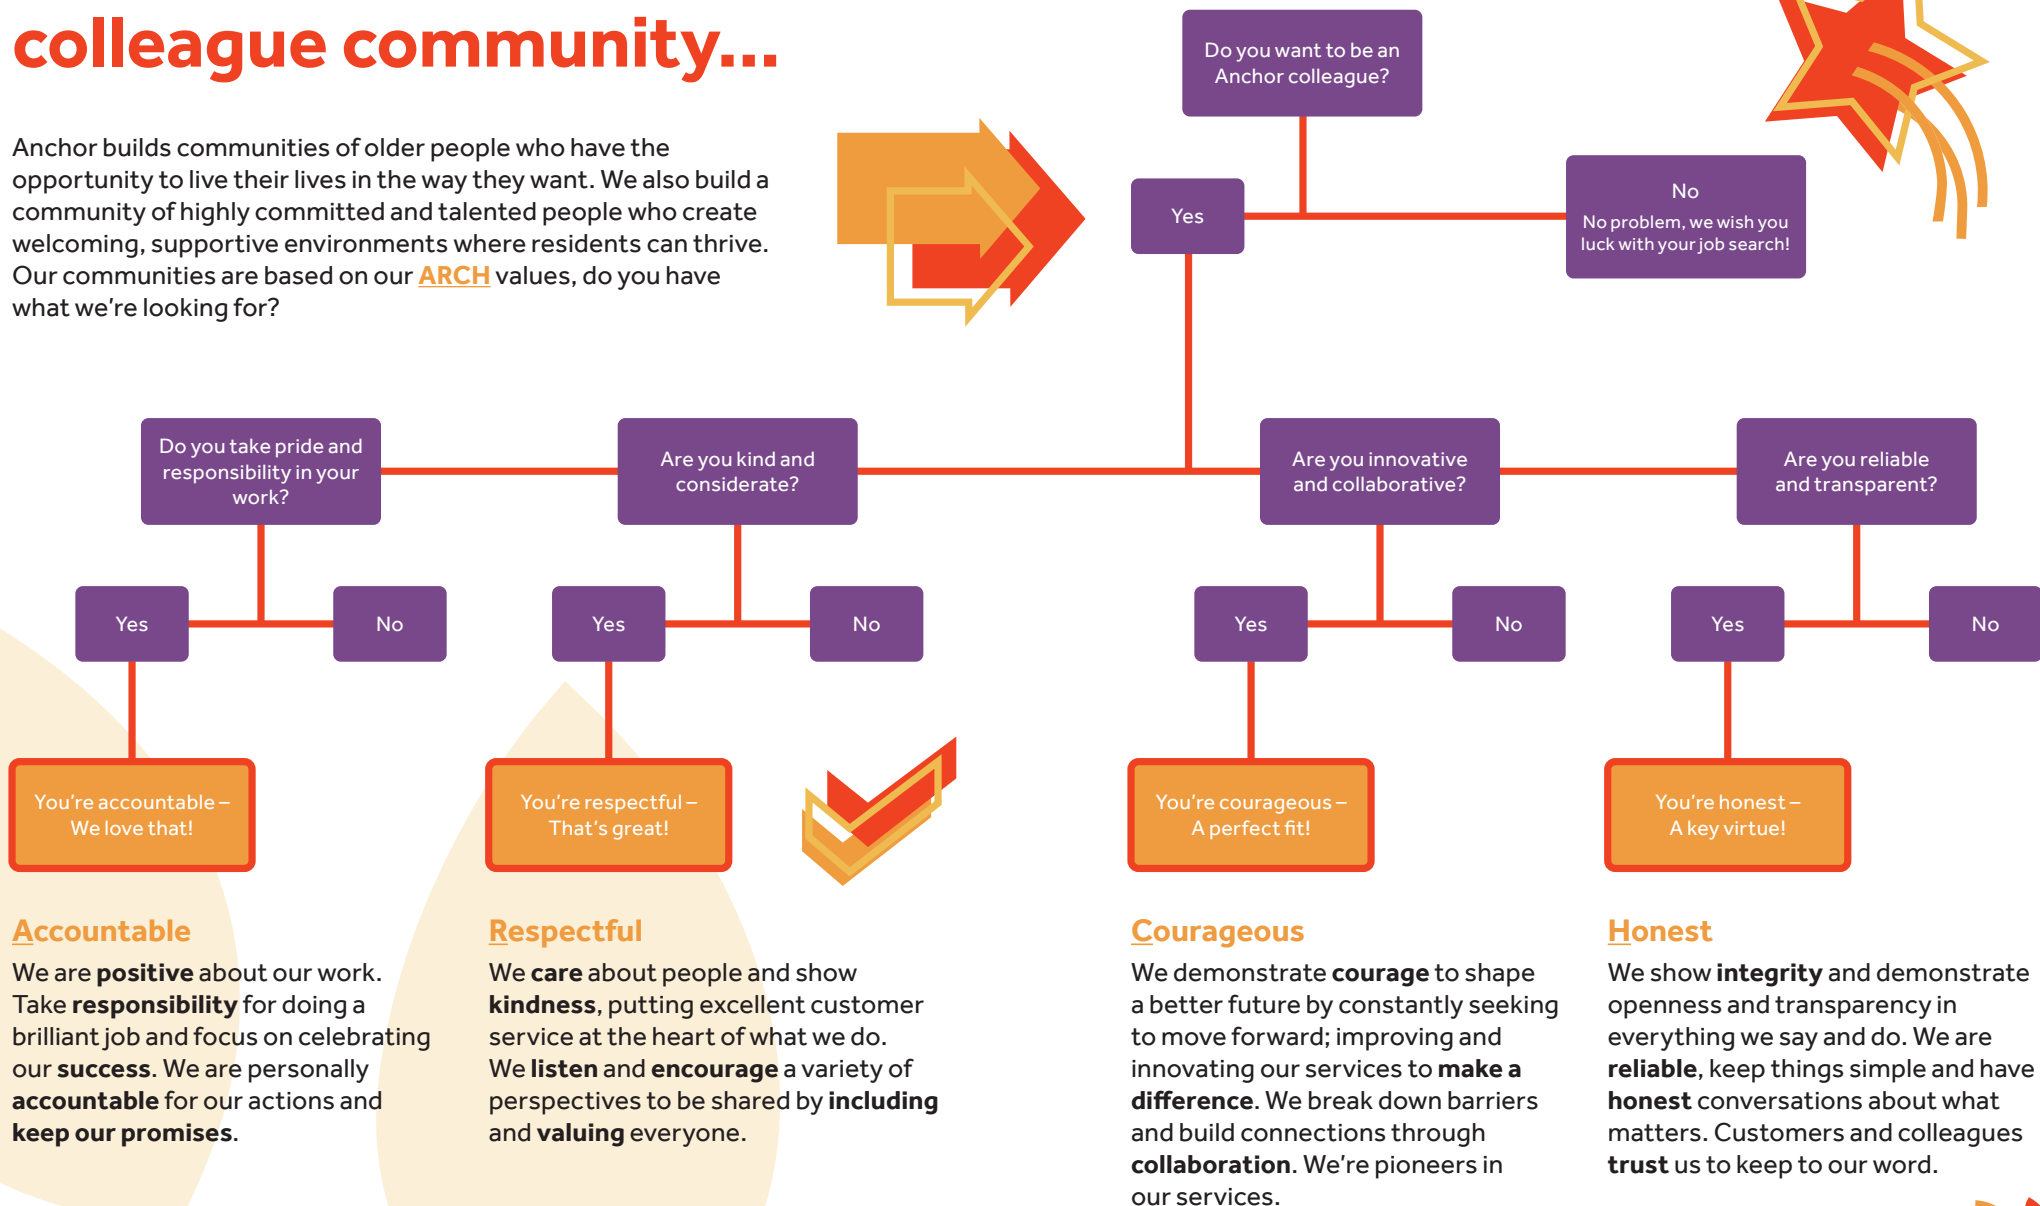 colleague community...
Anchor builds communities of older people who have the
opportunity to live their lives in the way they want. We also build a
community of highly committed and talented people who create
welcoming, supportive environments where residents can thrive.
Our communities are based on our ARCH values, do you have
what we're looking for?
Do you want to be an
Anchor colleague?
Yes
No
No problem, we wish you
luck with your job search!
Do you take pride and
responsibility in your
work?
Are you kind and
considerate?
Are you innovative
and collaborative?
Are you reliable
and transparent?
Yes
No
Yes
No
Yes
No
Yes
No
You're accountable –
We love that!
You're respectful –
That's great!
You're courageous –
A perfect fit!
You're honest –
A key virtue!
Accountable
We are positive about our work.
Take responsibility for doing a
brilliant job and focus on celebrating
our success. We are personally
accountable for our actions and
keep our promises.
Respectful
We care about people and show
kindness, putting excellent customer
service at the heart of what we do.
We listen and encourage a variety of
perspectives to be shared by including
and valuing everyone.
Courageous
We demonstrate courage to shape
a better future by constantly seeking
to move forward; improving and
innovating our services to make a
difference. We break down barriers
and build connections through
collaboration. We're pioneers in
our services.
Honest
We show integrity and demonstrate
openness and transparency in
everything we say and do. We are
reliable, keep things simple and have
honest conversations about what
matters. Customers and colleagues
trust us to keep to our word.